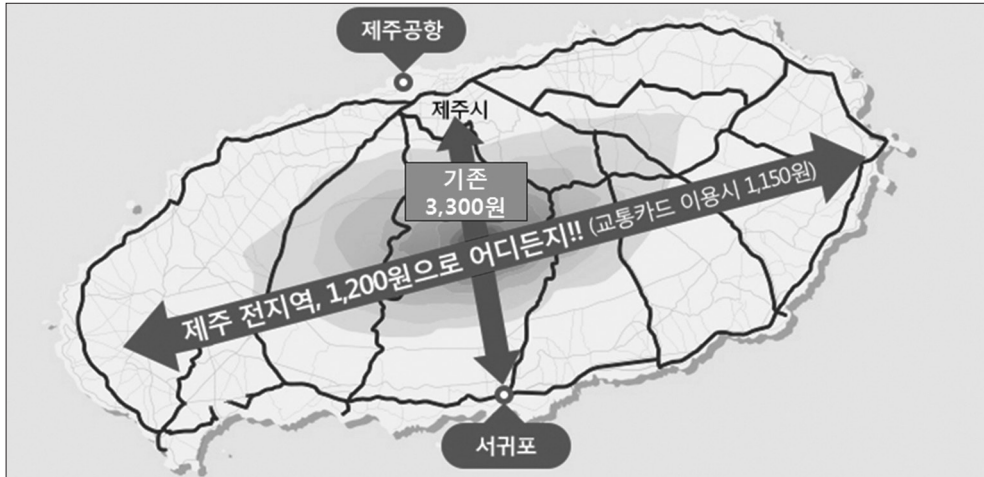 제주공항
제주시
기존
3,300원
제주 전지역, 1,200원으로 어디든지!! (교통카드 이용시 1,150원)
서귀포